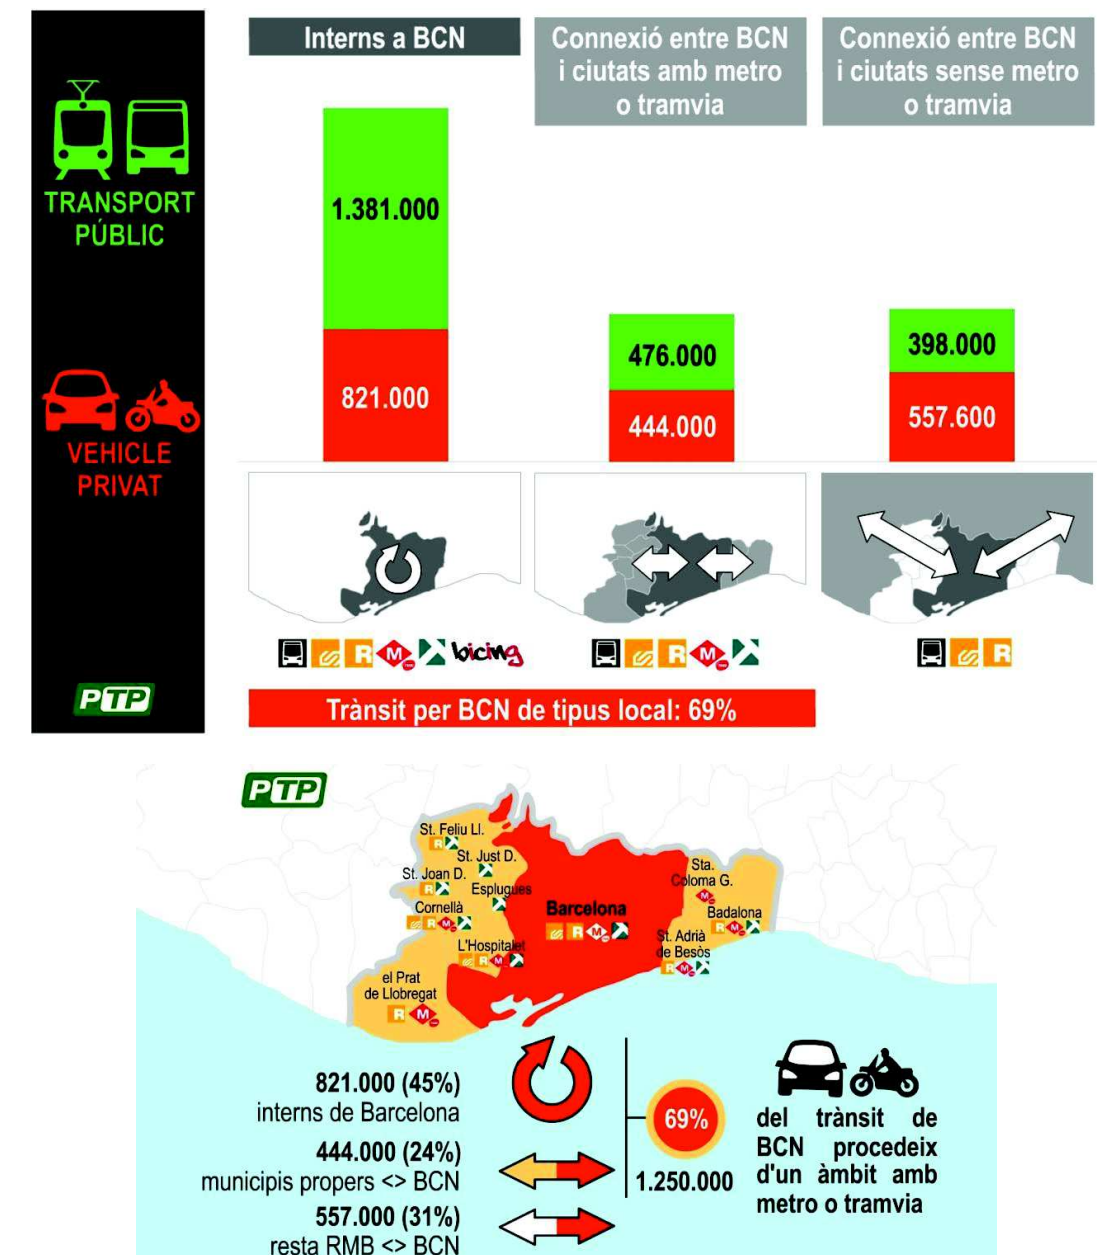 TRANSPORT
PÚBLIC
VEHICLE
PRIVAT
PTP
Interns a BCN
1.381.000
821.000
bicing
Connexió entre BCN
i ciutats amb metro
o tramvia
476.000
444.000
Connexió entre BCN
i ciutats sense metro
o tramvia
398.000
557.600
R M
R M
R
Trànsit per BCN de tipus local: 69%
PTP
St. Feliu Ll.
R
St. Just D.
St. Joan D.
R
Esplugues
Cornellà
R M
L'Hospitalet
R M
el Prat
de Llobregat
R M
Barcelona
R M
Sta.
Coloma G.
M
Badalona
R M
St. Adrià
de Besòs
R M
821.000 (45%)
interns de Barcelona
444.000 (24%)
municipis propers <> BCN
557.000 (31%)
resta RMB <> BCN
69%
1.250.000
del trànsit de
BCN procedeix
d'un àmbit amb
metro o tramvia